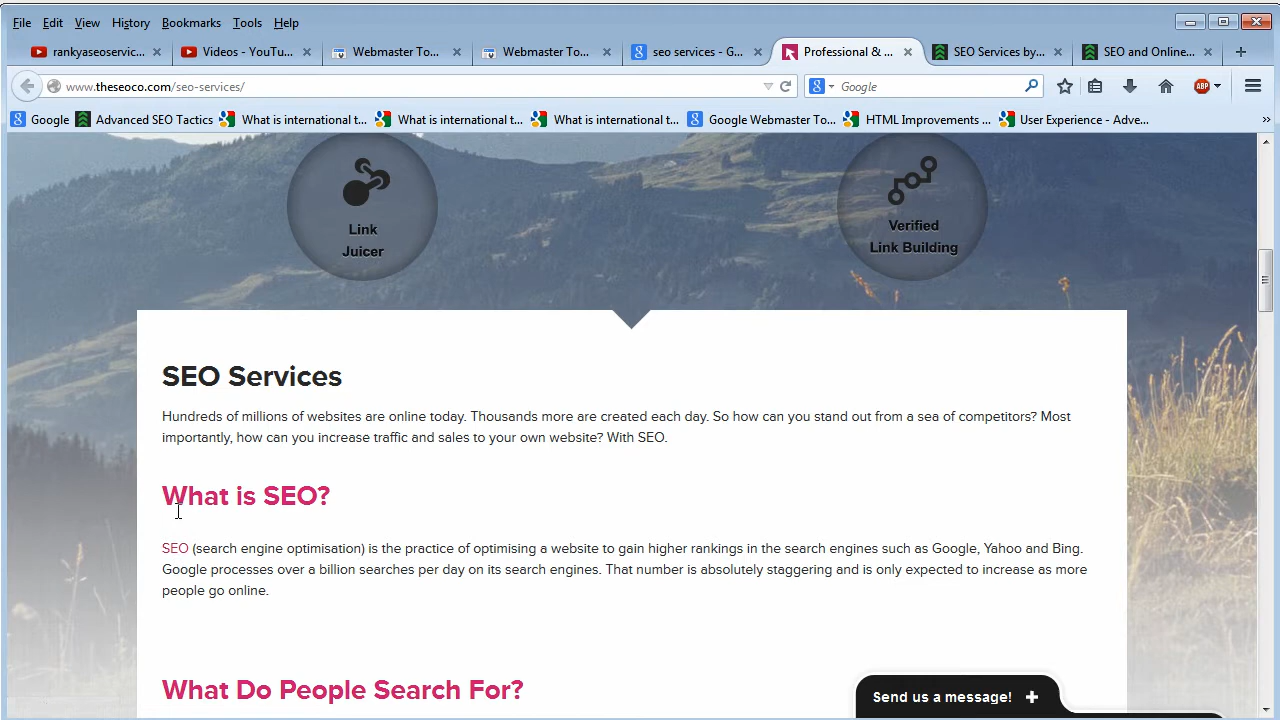 File Edit View History Bookmarks Tools Help
rankyaseoservic... Videos - YouTu... Webmaster To... Webmaster To... seo services - G... Professional & ... SEO Services by... SEO and Online...
www.theseoco.com/seo-services/ Google ABP
Google Advanced SEO Tactics What is international t... What is international t... What is international t... Google Webmaster To... HTML Improvements ... User Experience - Adve...
Link
Juicer
Verified
Link Building
SEO Services
Hundreds of millions of websites are online today. Thousands more are created each day. So how can you stand out from a sea of competitors? Most
importantly, how can you increase traffic and sales to your own website? With SEO.
What is SEO?
SEO (search engine optimisation) is the practice of optimising a website to gain higher rankings in the search engines such as Google, Yahoo and Bing.
Google processes over a billion searches per day on its search engines. That number is absolutely staggering and is only expected to increase as more
people go online.
What Do People Search For?
Send us a message! +